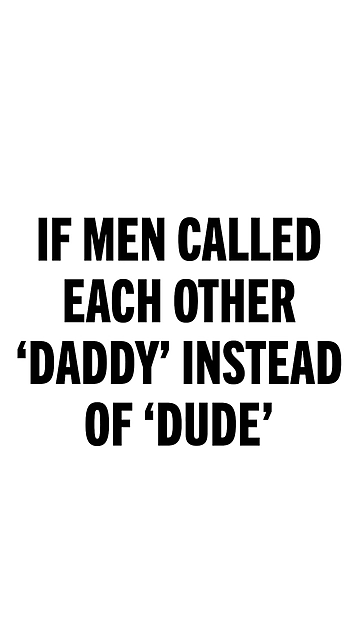 IF MEN CALLED
EACH OTHER
‘DADDY’ INSTEAD
OF ‘DUDE’